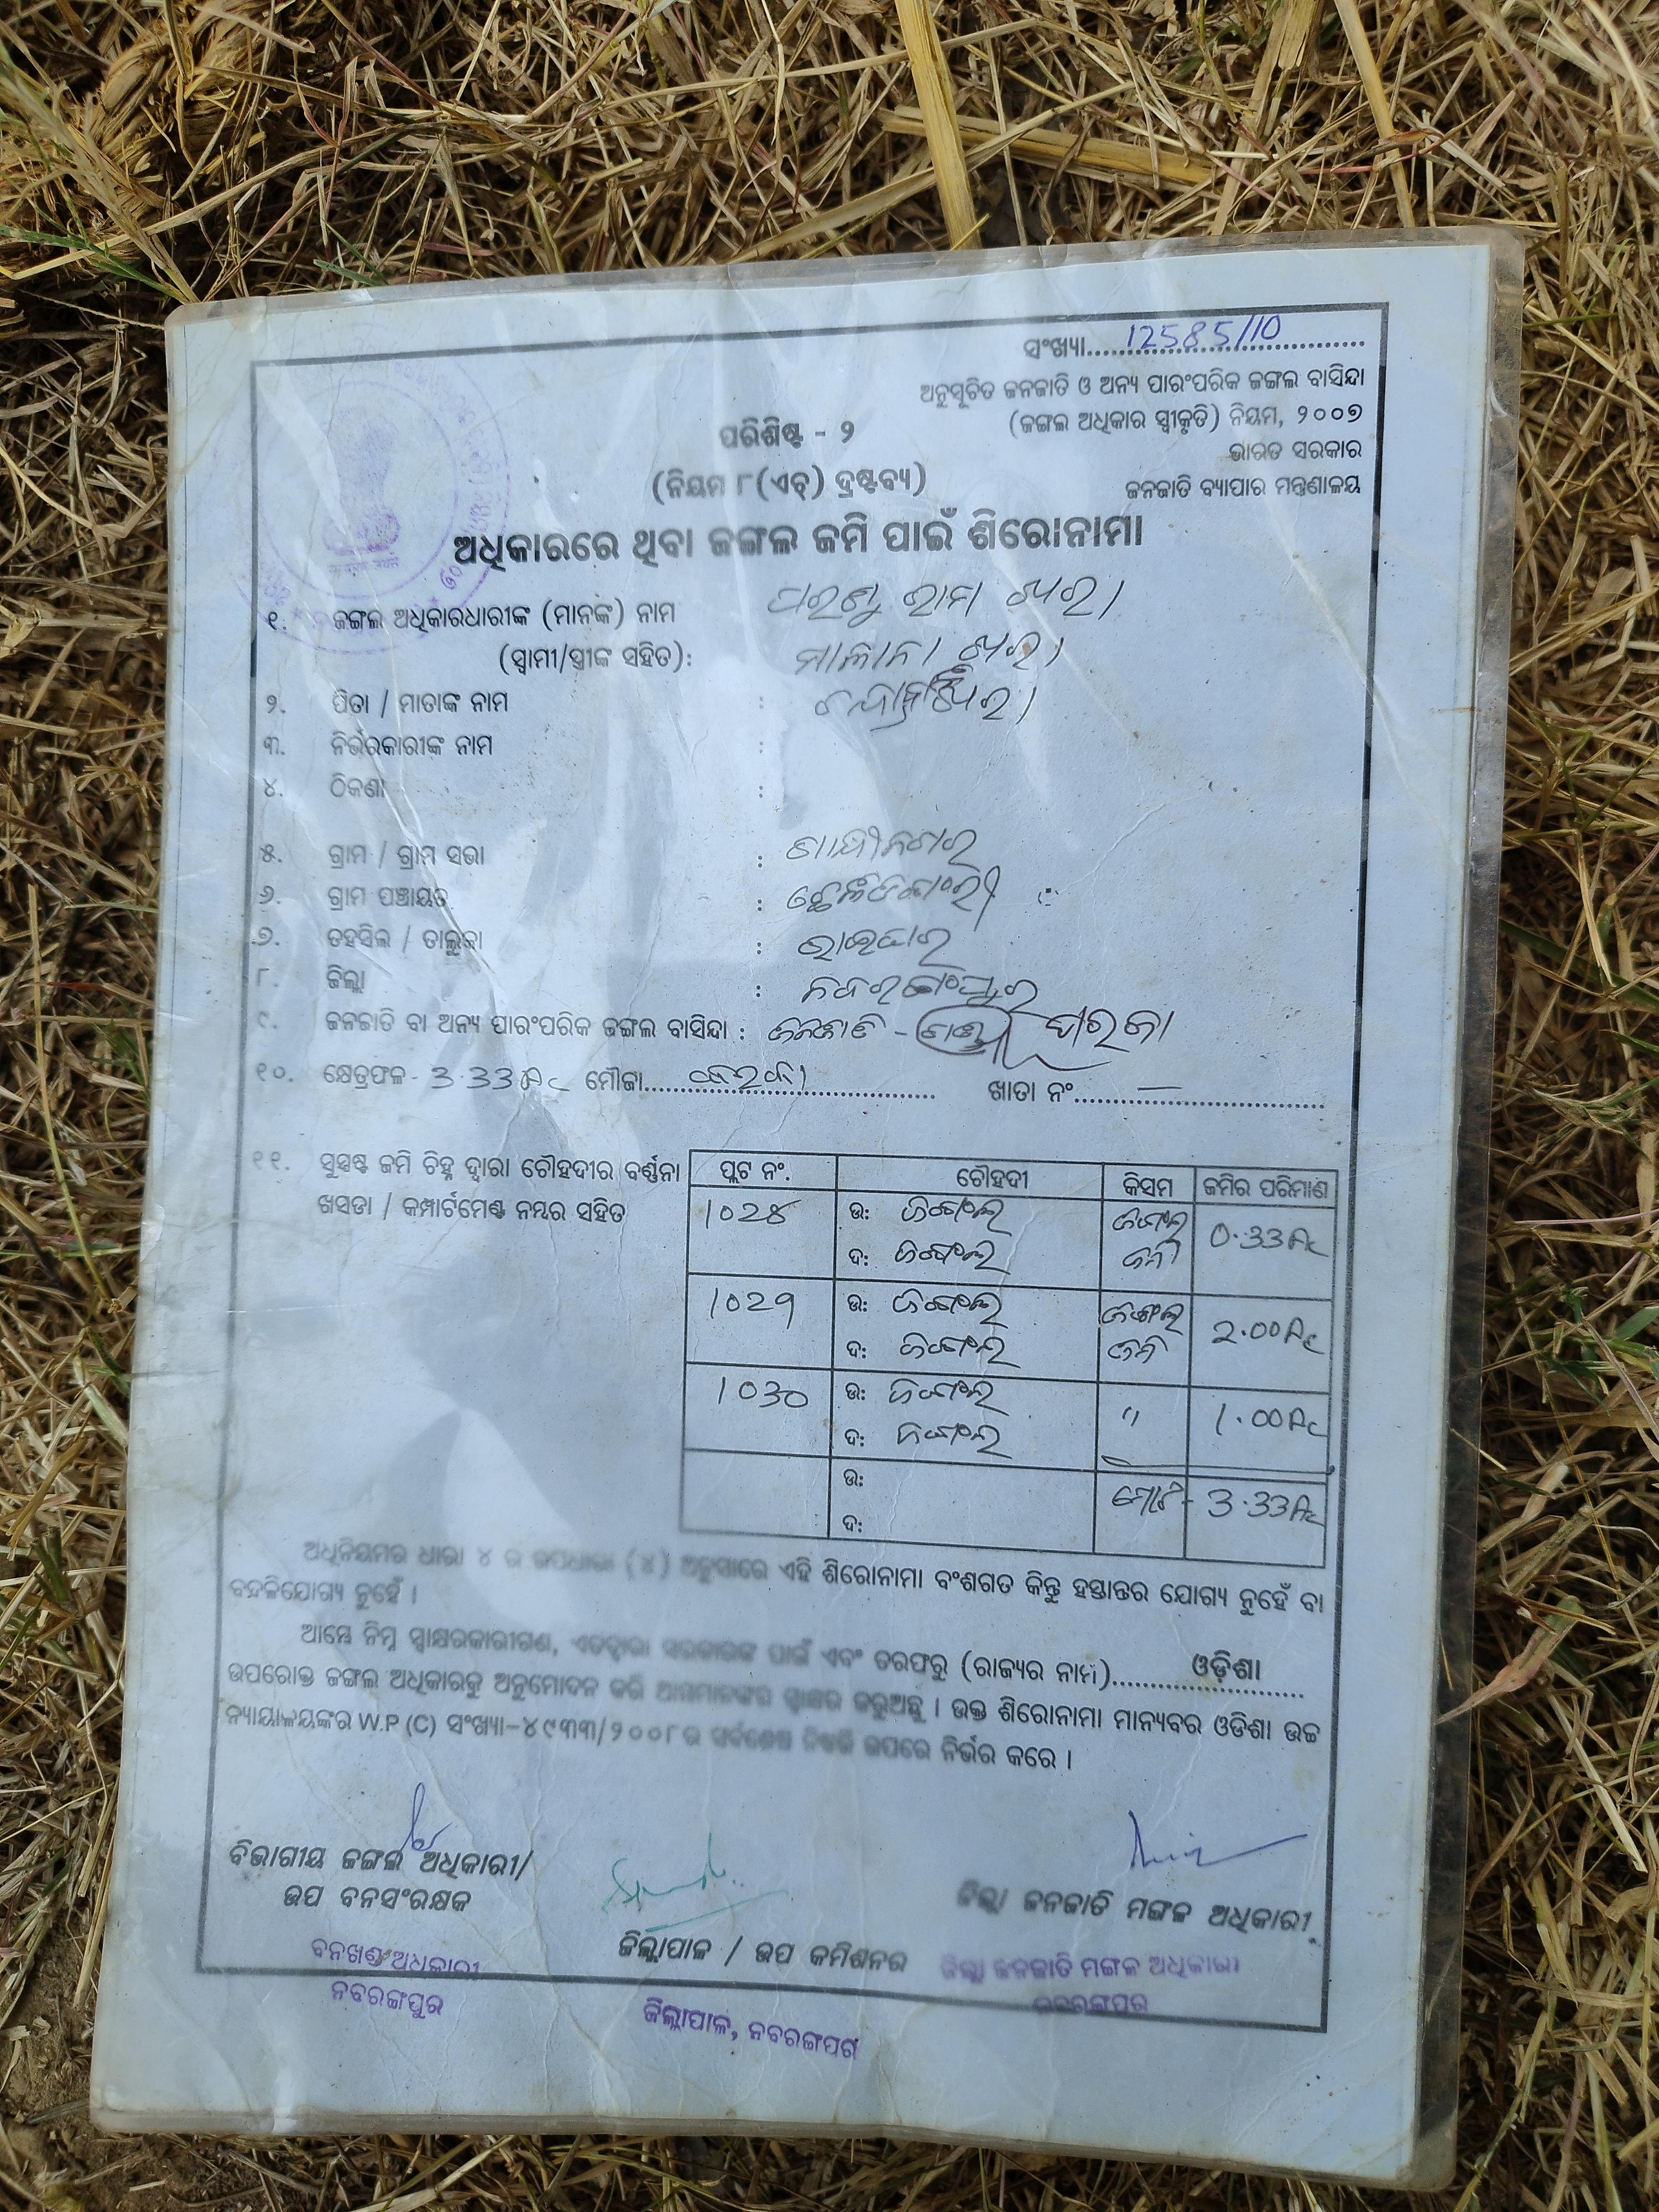 ସଂଖ୍ୟା 12585/10
ଅନୁସୂଚିତ ଜନଜାତି ଓ ଅନ୍ୟ ପାରଂପରିକ ଜଙ୍ଗଲ ବାସିନ୍ଦା
(ଜଙ୍ଗଲ ଅଧିକାର ସ୍ୱୀକୃତି) ନିୟମ, ୨୦୦୭
ଭାରତ ସରକାର
ଜନଜାତି ବ୍ୟାପାର ମନ୍ତ୍ରଣାଳୟ
ପରିଶିଷ୍ଟ - ୨
(ନିୟମ ୮(ଏଚ୍) ଦ୍ରଷ୍ଟବ୍ୟ)
ଅଧିକାରରେ ଥିବା ଜଙ୍ଗଲ ଜମି ପାଇଁ ଶିରୋନାମା
୧. ଜଙ୍ଗଲ ଅଧିକାରଧାରୀଙ୍କ (ମାନଙ୍କ) ନାମ
(ସ୍ୱାମୀ/ସ୍ତ୍ରୀଙ୍କ ସହିତ):
୨. ପିତା / ମାତାଙ୍କ ନାମ :
୩. ନିର୍ଭରକାରୀଙ୍କ ନାମ :
୪. ଠିକଣା :
୫. ଗ୍ରାମ / ଗ୍ରାମ ସଭା :
୬. ଗ୍ରାମ ପଞ୍ଚାୟତ :
୭. ତହସିଲ / ତାଲୁକା : ରାଇଘର
୮. ଜିଲ୍ଲା : ନବରଙ୍ଗପୁର
୯. ଜନଜାତି ବା ଅନ୍ୟ ପାରଂପରିକ ଜଙ୍ଗଲ ବାସିନ୍ଦା : ଜନଜାତି -
୧୦. କ୍ଷେତ୍ରଫଳ - 3.33 Ac ମୌଜା ଖାତା ନଂ —
୧୧. ସୁସ୍ପଷ୍ଟ ଜମି ଚିହ୍ନ ଦ୍ୱାରା ଚୌହଦୀର ବର୍ଣ୍ଣନା
ଖସଡା / କମ୍ପାର୍ଟମେଣ୍ଟ ନମ୍ବର ସହିତ
ପ୍ଲଟ ନଂ. ଚୌହଦୀ କିସମ ଜମିର ପରିମାଣ
ଉ: ଜଙ୍ଗଲ ଜଙ୍ଗଲ 0.33 Ac
ଦ: ଜଙ୍ଗଲ ଜମି
1029 ଉ: ଜଙ୍ଗଲ ଜଙ୍ଗଲ 2.00 Ac
ଦ: ଜଙ୍ଗଲ ଜମି
1030 ଉ: ଜଙ୍ଗଲ " 1.00 Ac
ଦ: ଜଙ୍ଗଲ
ଉ: ମୋଟ - 3.33 Ac
ଦ:
ଅଧିନିୟମର ଧାରା ୪ ର ଉପଧାରା (୪) ଅନୁସାରେ ଏହି ଶିରୋନାମା ବଂଶଗତ କିନ୍ତୁ ହସ୍ତାନ୍ତର ଯୋଗ୍ୟ ନୁହେଁ ବା
ବଦଳିଯୋଗ୍ୟ ନୁହେଁ ।
ଆମ୍ଭେ ନିମ୍ନ ସ୍ୱାକ୍ଷରକାରୀଗଣ, ଏତଦ୍ଦ୍ୱାରା ସରକାରଙ୍କ ପାଇଁ ଏବଂ ତରଫରୁ (ରାଜ୍ୟର ନାମ) ଓଡ଼ିଶା
ଉପରୋକ୍ତ ଜଙ୍ଗଲ ଅଧିକାରକୁ ଅନୁମୋଦନ କରି ଆମମାନଙ୍କର ସ୍ୱାକ୍ଷର କରୁଅଛୁ । ଉକ୍ତ ଶିରୋନାମା ମାନ୍ୟବର ଓଡିଶା ଉଚ୍ଚ
ନ୍ୟାୟାଳୟଙ୍କର W.P (C) ସଂଖ୍ୟା-୪୯୩୩/୨୦୦୮ ର ସର୍ବଶେଷ ନିଷ୍ପତ୍ତି ଉପରେ ନିର୍ଭର କରେ ।
ବିଭାଗୀୟ ଜଙ୍ଗଲ ଅଧିକାରୀ/
ଉପ ବନସଂରକ୍ଷକ
ଜିଲ୍ଲାପାଳ / ଉପ କମିଶନର
ଜିଲ୍ଲା ଜନଜାତି ମଙ୍ଗଳ ଅଧିକାରୀ
ବନଖଣ୍ଡ ଅଧିକାରୀ
ନବରଙ୍ଗପୁର
ଜିଲ୍ଲାପାଳ, ନବରଙ୍ଗପୁର
ଜିଲ୍ଲା ଜନଜାତି ମଙ୍ଗଳ ଅଧିକାରୀ
ନବରଙ୍ଗପୁର